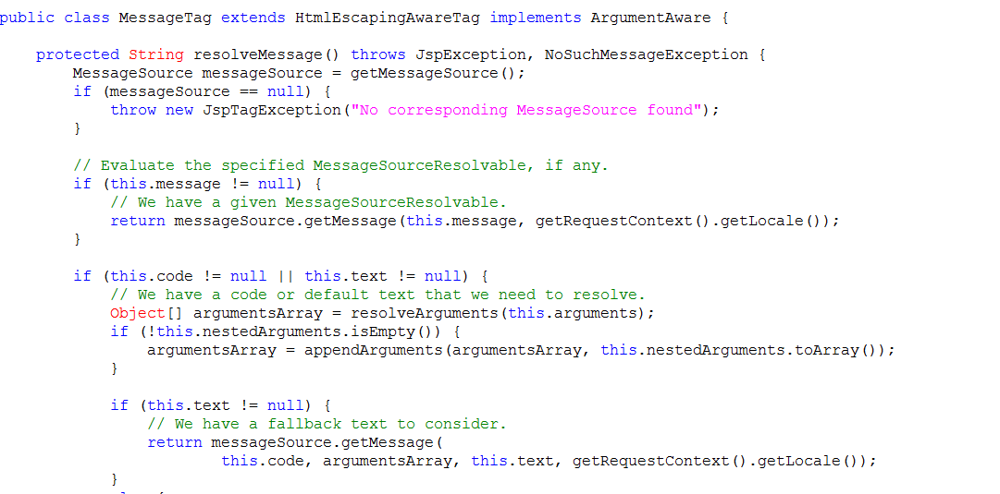 public class MessageTag extends HtmlEscapingAwareTag implements ArgumentAware {
protected String resolveMessage() throws JspException, NoSuchMessageException {
MessageSource messageSource = getMessageSource();
if (messageSource == null) {
throw new JspTagException("No corresponding MessageSource found");
}
// Evaluate the specified MessageSourceResolvable, if any.
if (this.message != null) {
// We have a given MessageSourceResolvable.
return messageSource.getMessage(this.message, getRequestContext().getLocale());
}
if (this.code != null || this.text != null) {
// We have a code or default text that we need to resolve.
Object[] argumentsArray = resolveArguments(this.arguments);
if (!this.nestedArguments.isEmpty()) {
argumentsArray = appendArguments(argumentsArray, this.nestedArguments.toArray());
}
if (this.text != null) {
// We have a fallback text to consider.
return messageSource.getMessage(
this.code, argumentsArray, this.text, getRequestContext().getLocale());
}